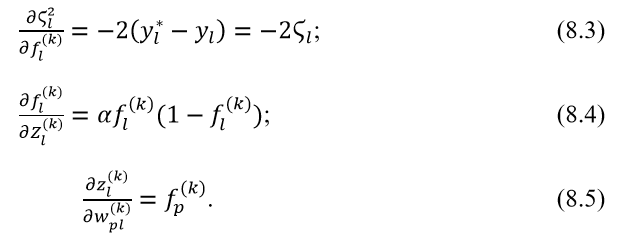 ∂ς_l^2/∂f_l^(k) = −2(y_l^* − y_l) = −2ς_l; (8.3)
∂f_l^(k)/∂z_l^(k) = αf_l^(k)(1 − f_l^(k)); (8.4)
∂z_l^(k)/∂w_pl^(k) = f_p^(k). (8.5)